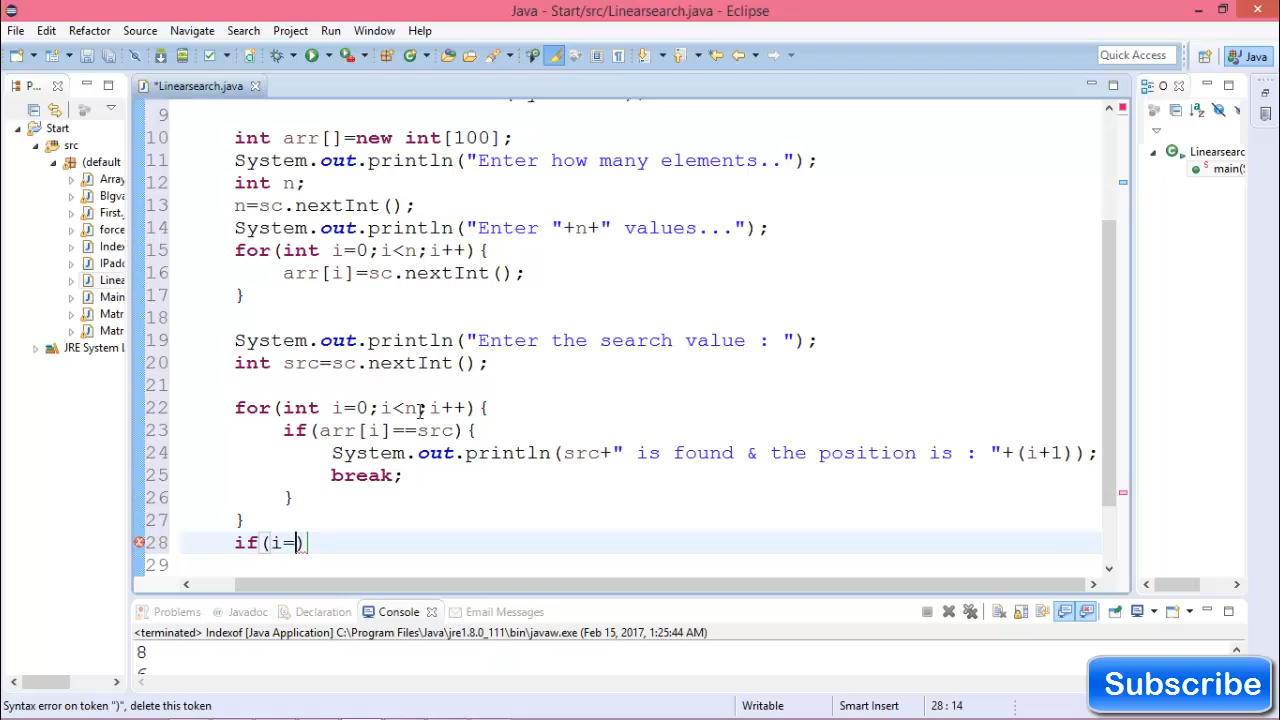 Java - Start/src/Linearsearch.java - Eclipse
File Edit Refactor Source Navigate Search Project Run Window Help
Quick Access Java
P... *Linearsearch.java O
9
10 int arr[]=new int[100];
11 System.out.println("Enter how many elements..");
12 int n;
13 n=sc.nextInt();
14 System.out.println("Enter "+n+" values...");
15 for(int i=0;i<n;i++){
16 arr[i]=sc.nextInt();
17 }
18
19 System.out.println("Enter the search value : ");
20 int src=sc.nextInt();
21
22 for(int i=0;i<n;i++){
23 if(arr[i]==src){
24 System.out.println(src+" is found & the position is : "+(i+1));
25 break;
26 }
27 }
28 if(i=)
29
Start
src
(default
Array
BIgva
First.
force
Index
IPado
Linea
Main
Matr
Matr
JRE System L
Linearsearc
main(S
Problems Javadoc Declaration Console Email Messages
<terminated> Indexof [Java Application] C:\Program Files\Java\jre1.8.0_111\bin\javaw.exe (Feb 15, 2017, 1:25:44 AM)
8
Subscribe
Syntax error on token ")", delete this token Writable Smart Insert 28 : 14